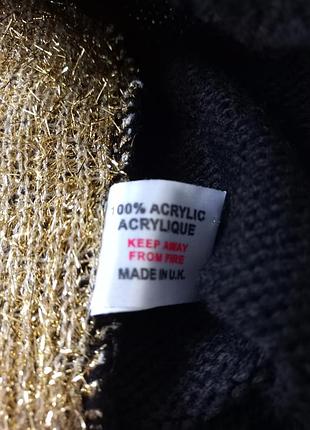 100% ACRYLIC
ACRYLIQUE
KEEP AWAY
FROM FIRE
MADE IN U.K.